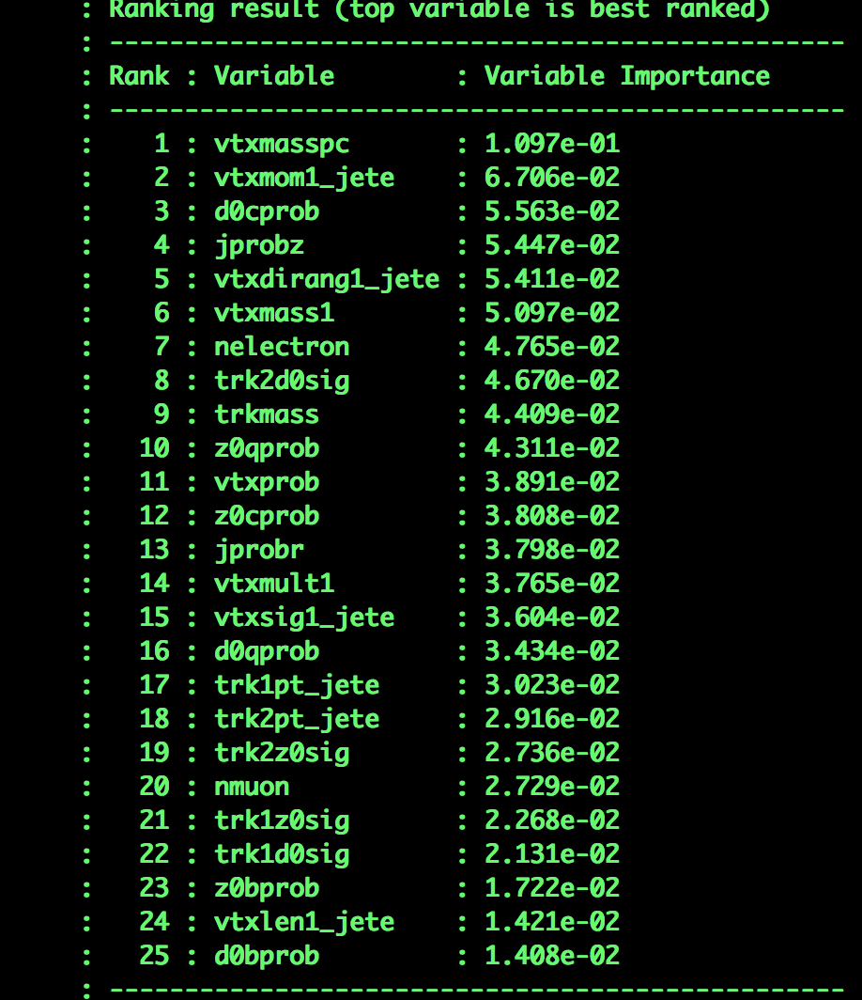 : Ranking result (top variable is best ranked)
: -------------------------------------------------
: Rank : Variable        : Variable Importance
: -------------------------------------------------
:    1 : vtxmasspc       : 1.097e-01
:    2 : vtxmom1_jete    : 6.706e-02
:    3 : d0cprob         : 5.563e-02
:    4 : jprobz          : 5.447e-02
:    5 : vtxdirang1_jete : 5.411e-02
:    6 : vtxmass1        : 5.097e-02
:    7 : nelectron       : 4.765e-02
:    8 : trk2d0sig       : 4.670e-02
:    9 : trkmass         : 4.409e-02
:   10 : z0qprob         : 4.311e-02
:   11 : vtxprob         : 3.891e-02
:   12 : z0cprob         : 3.808e-02
:   13 : jprobr          : 3.798e-02
:   14 : vtxmult1        : 3.765e-02
:   15 : vtxsig1_jete    : 3.604e-02
:   16 : d0qprob         : 3.434e-02
:   17 : trk1pt_jete     : 3.023e-02
:   18 : trk2pt_jete     : 2.916e-02
:   19 : trk2z0sig       : 2.736e-02
:   20 : nmuon           : 2.729e-02
:   21 : trk1z0sig       : 2.268e-02
:   22 : trk1d0sig       : 2.131e-02
:   23 : z0bprob         : 1.722e-02
:   24 : vtxlen1_jete    : 1.421e-02
:   25 : d0bprob         : 1.408e-02
: -------------------------------------------------